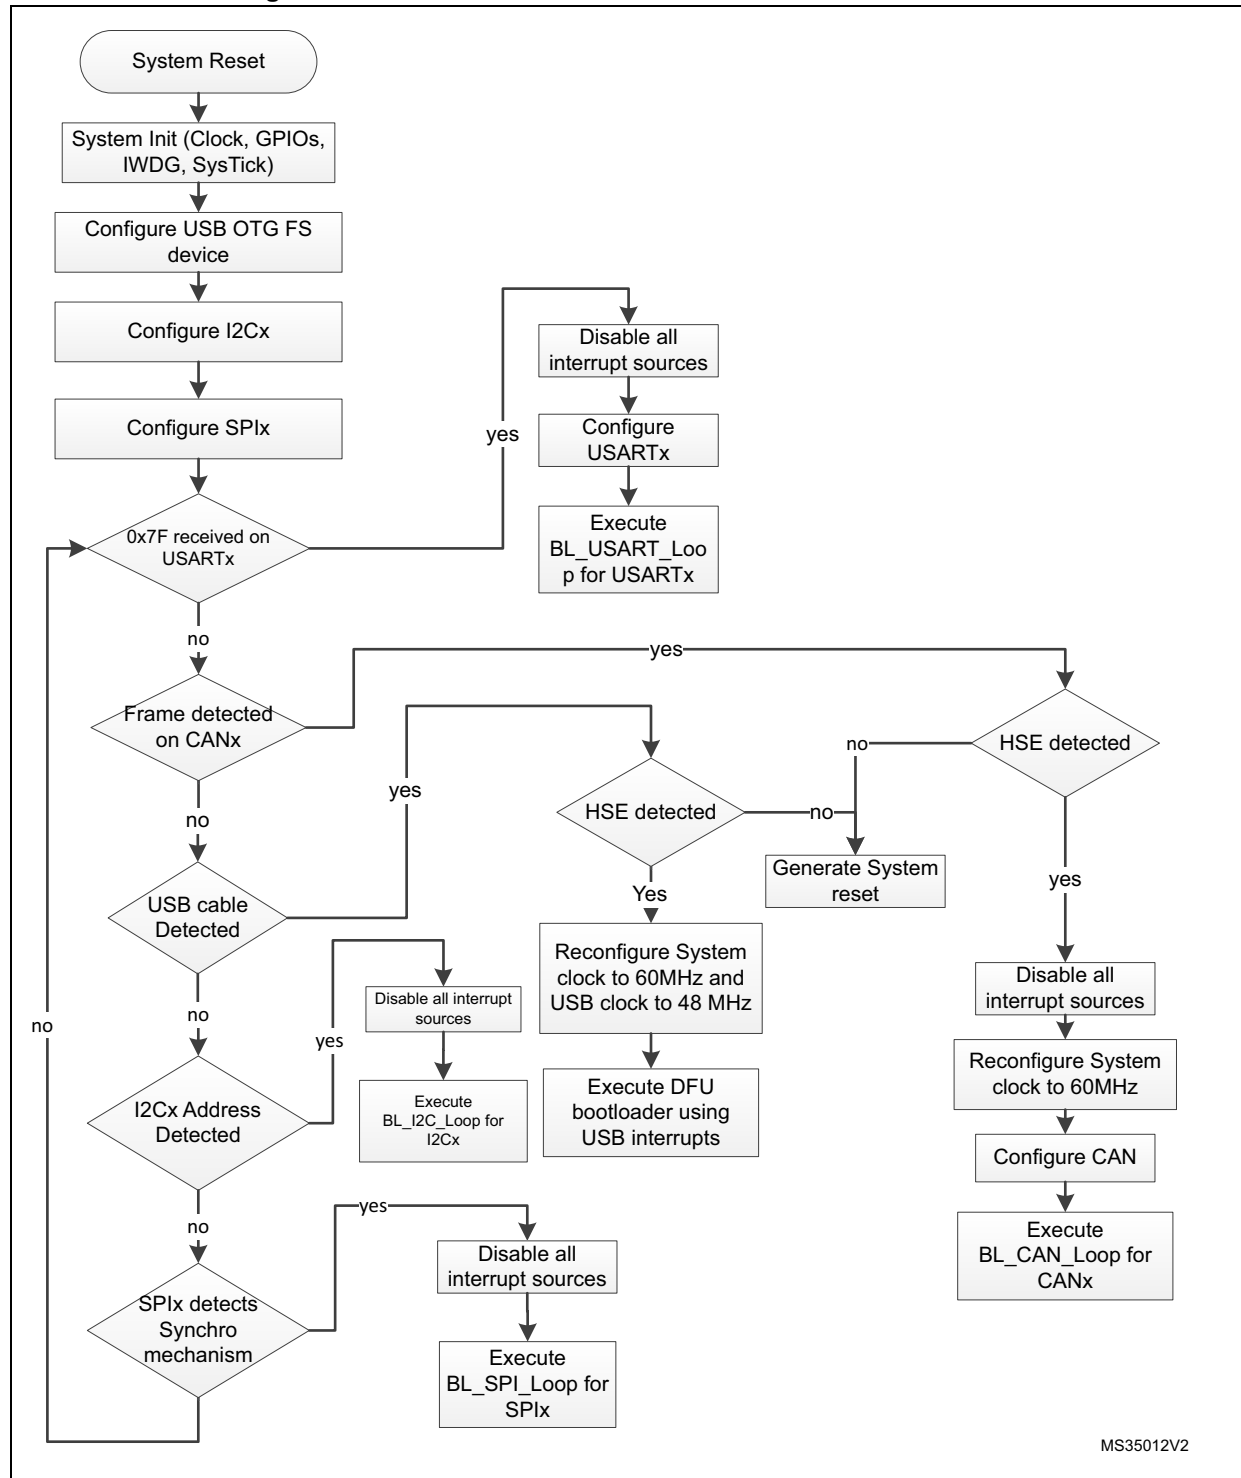 System Reset
System Init (Clock, GPIOs,
IWDG, SysTick)
Configure USB OTG FS
device
Configure I2Cx
Configure SPIx
0x7F received on
USARTx
yes
Disable all
interrupt sources
Configure
USARTx
Execute
BL_USART_Loo
p for USARTx
no
Frame detected
on CANx
yes
HSE detected
no
yes
Disable all
interrupt sources
Reconfigure System
clock to 60MHz
Configure CAN
Execute
BL_CAN_Loop for
CANx
no
USB cable
Detected
yes
HSE detected
no
Generate System
reset
Yes
Reconfigure System
clock to 60MHz and
USB clock to 48 MHz
Execute DFU
bootloader using
USB interrupts
no
I2Cx Address
Detected
yes
Disable all interrupt
sources
Execute
BL_I2C_Loop for
I2Cx
no
SPIx detects
Synchro
mechanism
yes
Disable all
interrupt sources
Execute
BL_SPI_Loop for
SPIx
no
MS35012V2